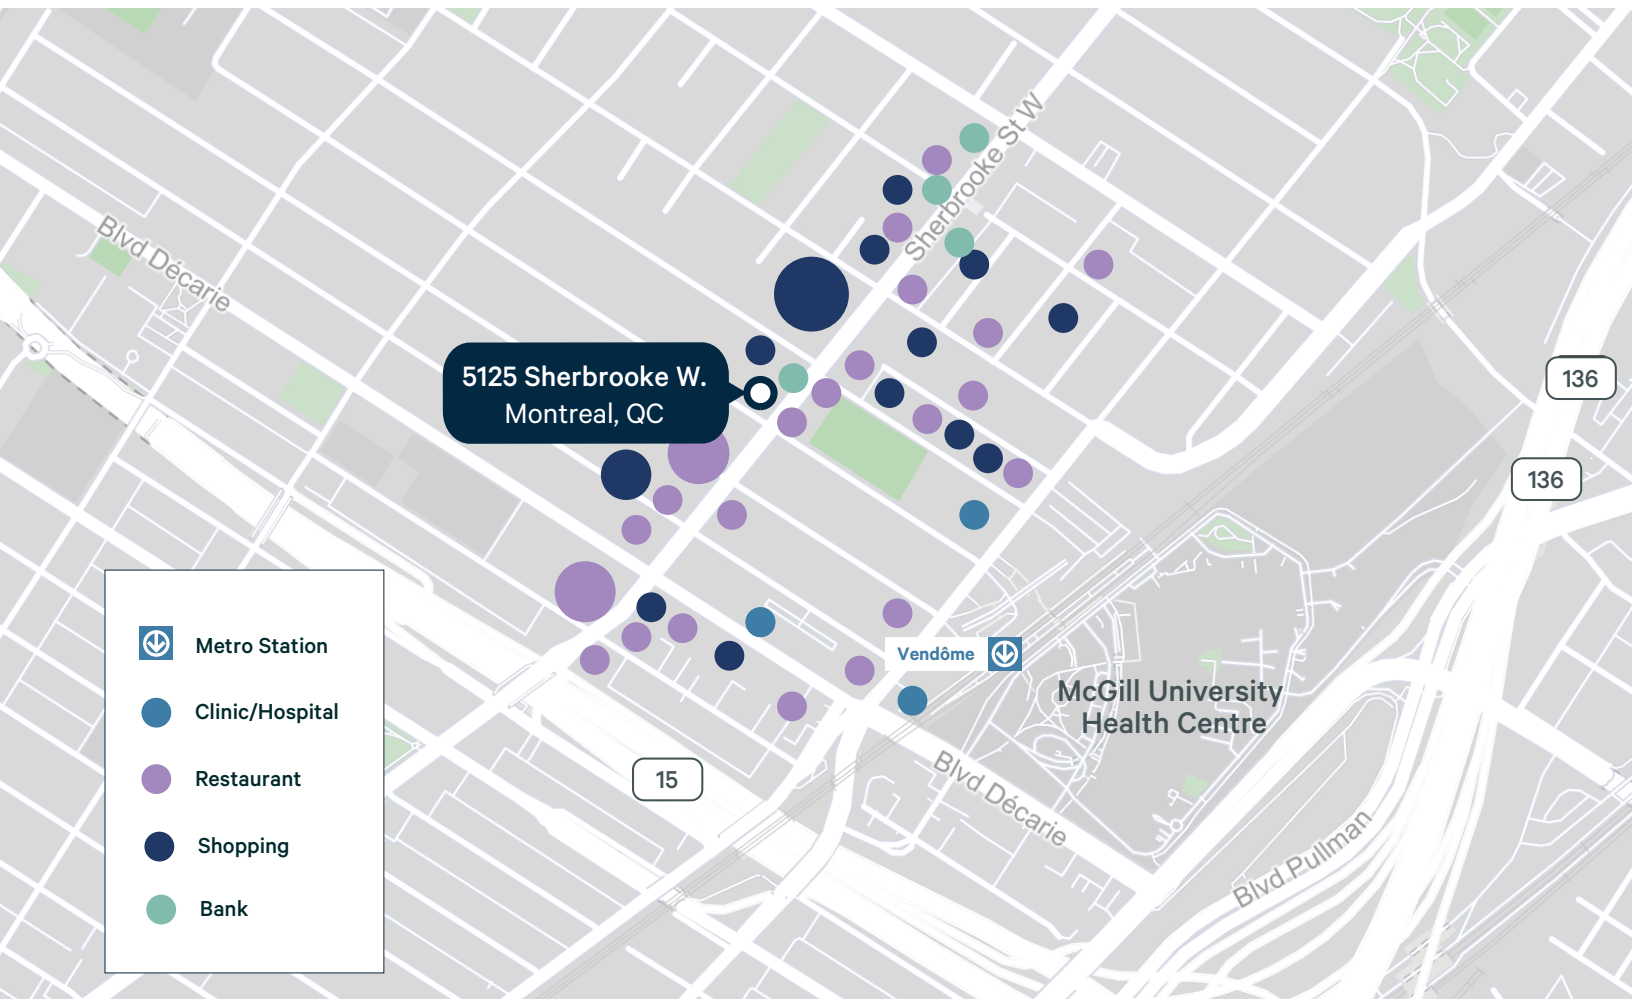 Sherbrooke St W
Blvd Décarie
5125 Sherbrooke W.
Montreal, QC
136
136
Metro Station
Clinic/Hospital
Restaurant
Shopping
Bank
Vendôme
McGill University
Health Centre
15
Blvd Décarie
Blvd Pullman